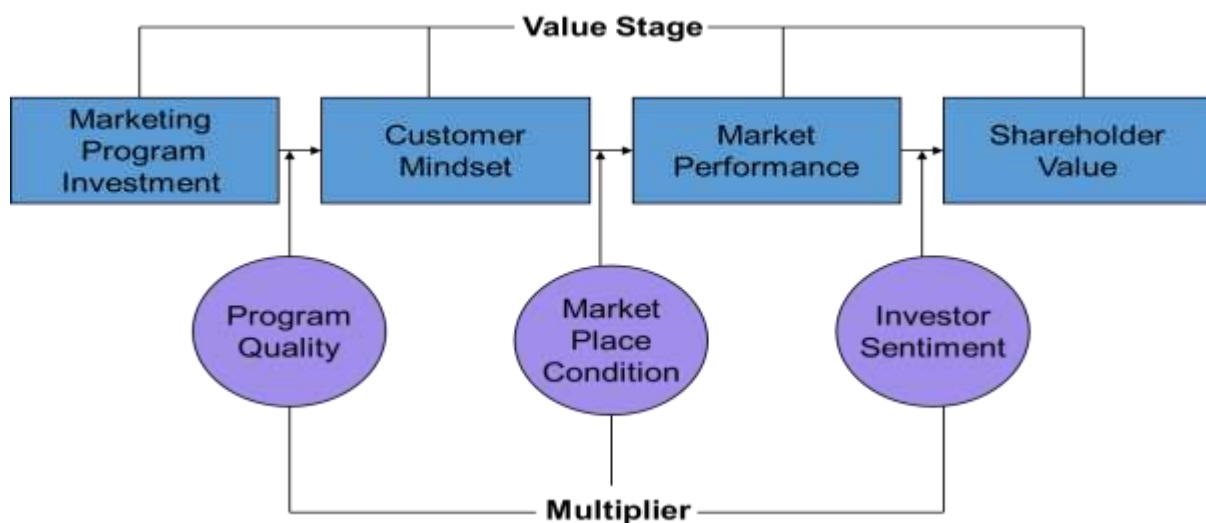 Value Stage
Marketing
Program
Investment
Customer
Mindset
Market
Performance
Shareholder
Value
Program
Quality
Market
Place
Condition
Investor
Sentiment
Multiplier